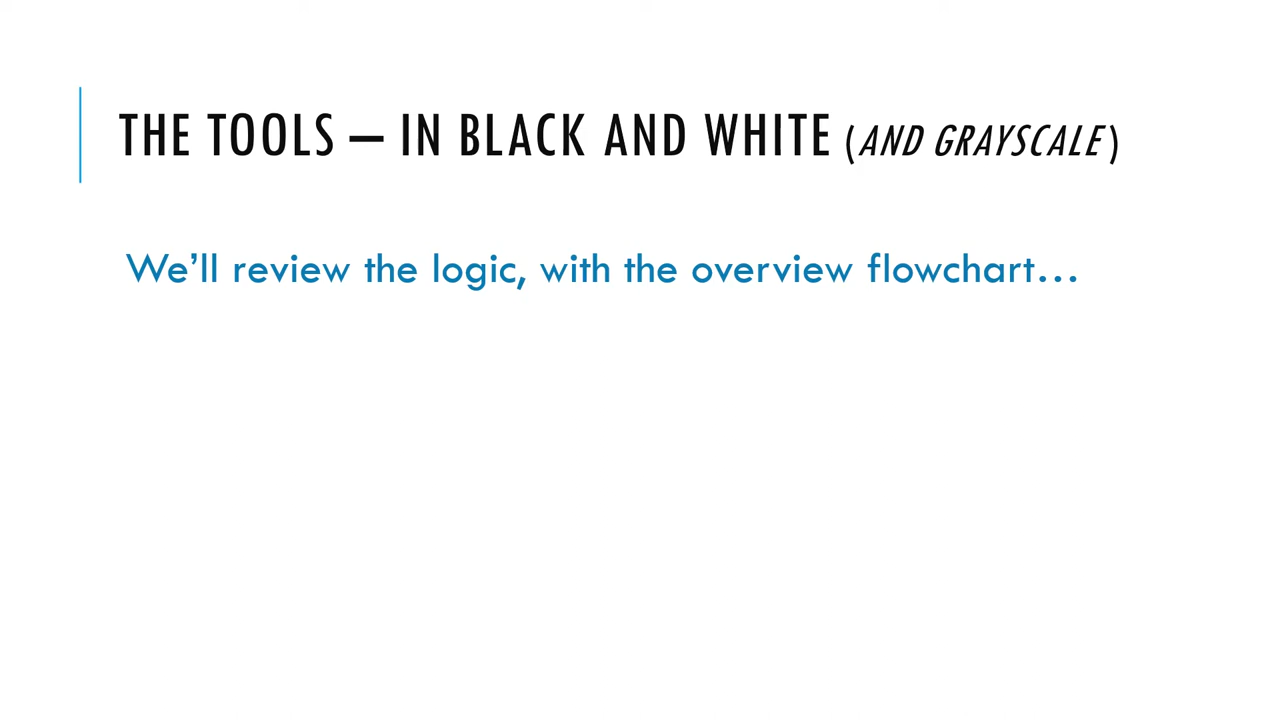 THE TOOLS – IN BLACK AND WHITE (AND GRAYSCALE)
We’ll review the logic, with the overview flowchart…